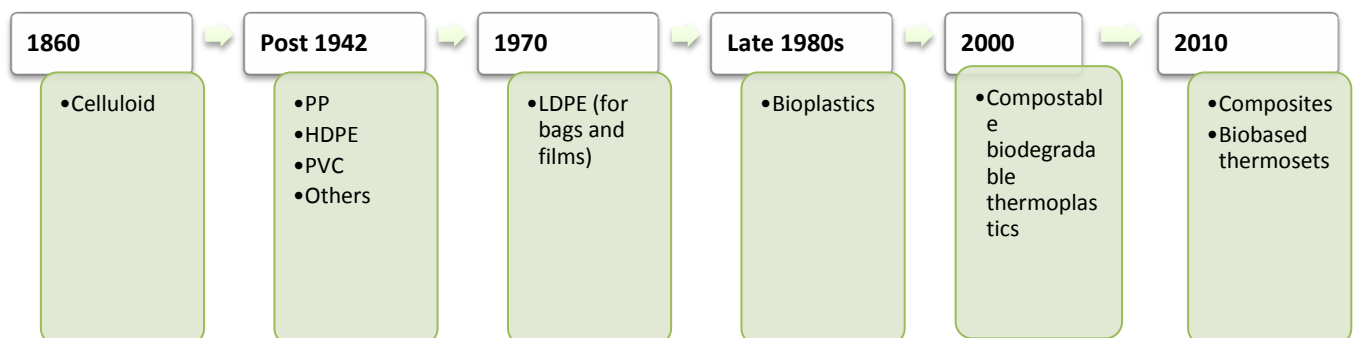 1860
•Celluloid
Post 1942
•PP
•HDPE
•PVC
•Others
1970
•LDPE (for
bags and
films)
Late 1980s
•Bioplastics
2000
•Compostabl
e
biodegrada
ble
thermoplas
tics
2010
•Composites
•Biobased
thermosets